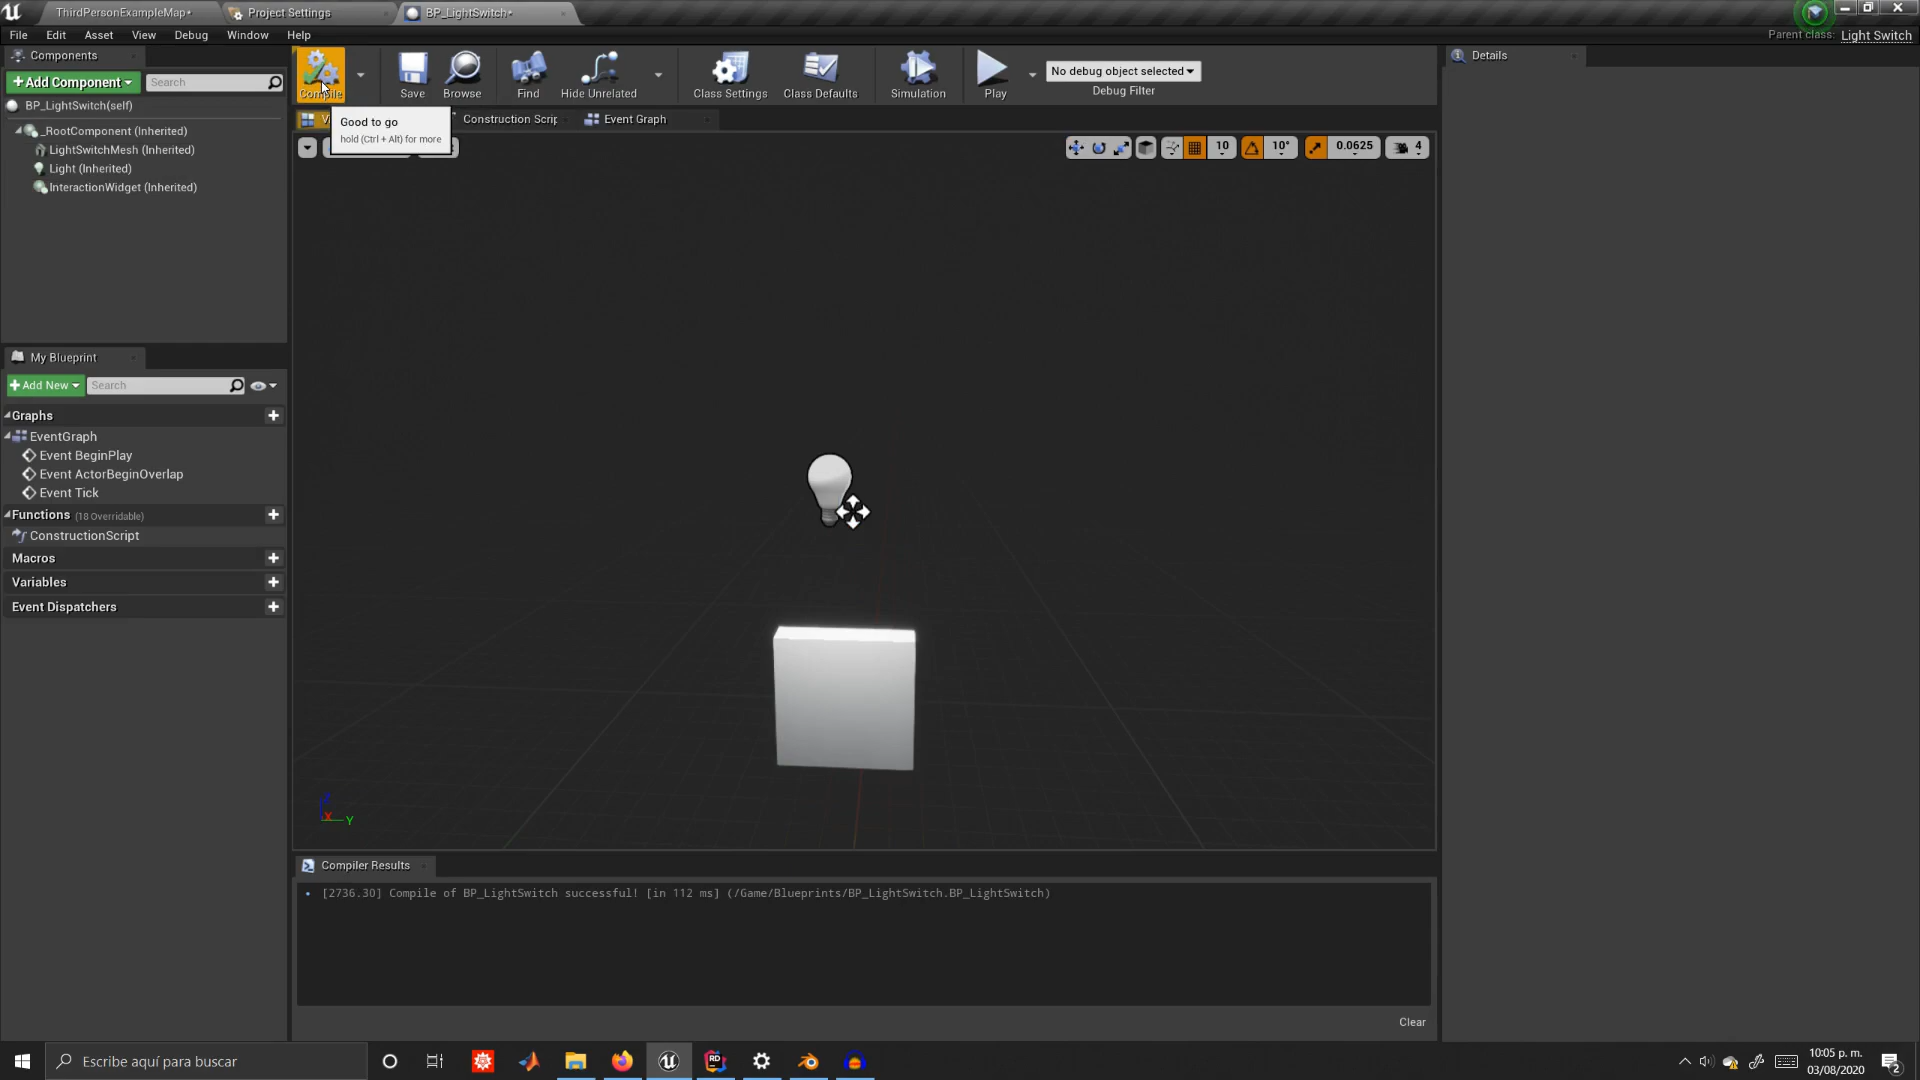 ThirdPersonExampleMap•
Project Settings
BP_LightSwitch•
File Edit Asset View Debug Window Help
Parent class: Light Switch
Components
+Add Component
Search
BP_LightSwitch(self)
_RootComponent (Inherited)
LightSwitchMesh (Inherited)
Light (Inherited)
InteractionWidget (Inherited)
Compile
Save
Browse
Find
Hide Unrelated
Class Settings
Class Defaults
Simulation
Play
No debug object selected
Debug Filter
Details
Construction Scrip
Event Graph
Good to go
hold (Ctrl + Alt) for more
10
10°
0.0625
4
My Blueprint
+Add New
Search
Graphs
EventGraph
Event BeginPlay
Event ActorBeginOverlap
Event Tick
Functions (18 Overridable)
ConstructionScript
Macros
Variables
Event Dispatchers
X
Y
Compiler Results
• [2736.30] Compile of BP_LightSwitch successful! [in 112 ms] (/Game/Blueprints/BP_LightSwitch.BP_LightSwitch)
Clear
Escribe aquí para buscar
RD
10:05 p. m.
03/08/2020
2